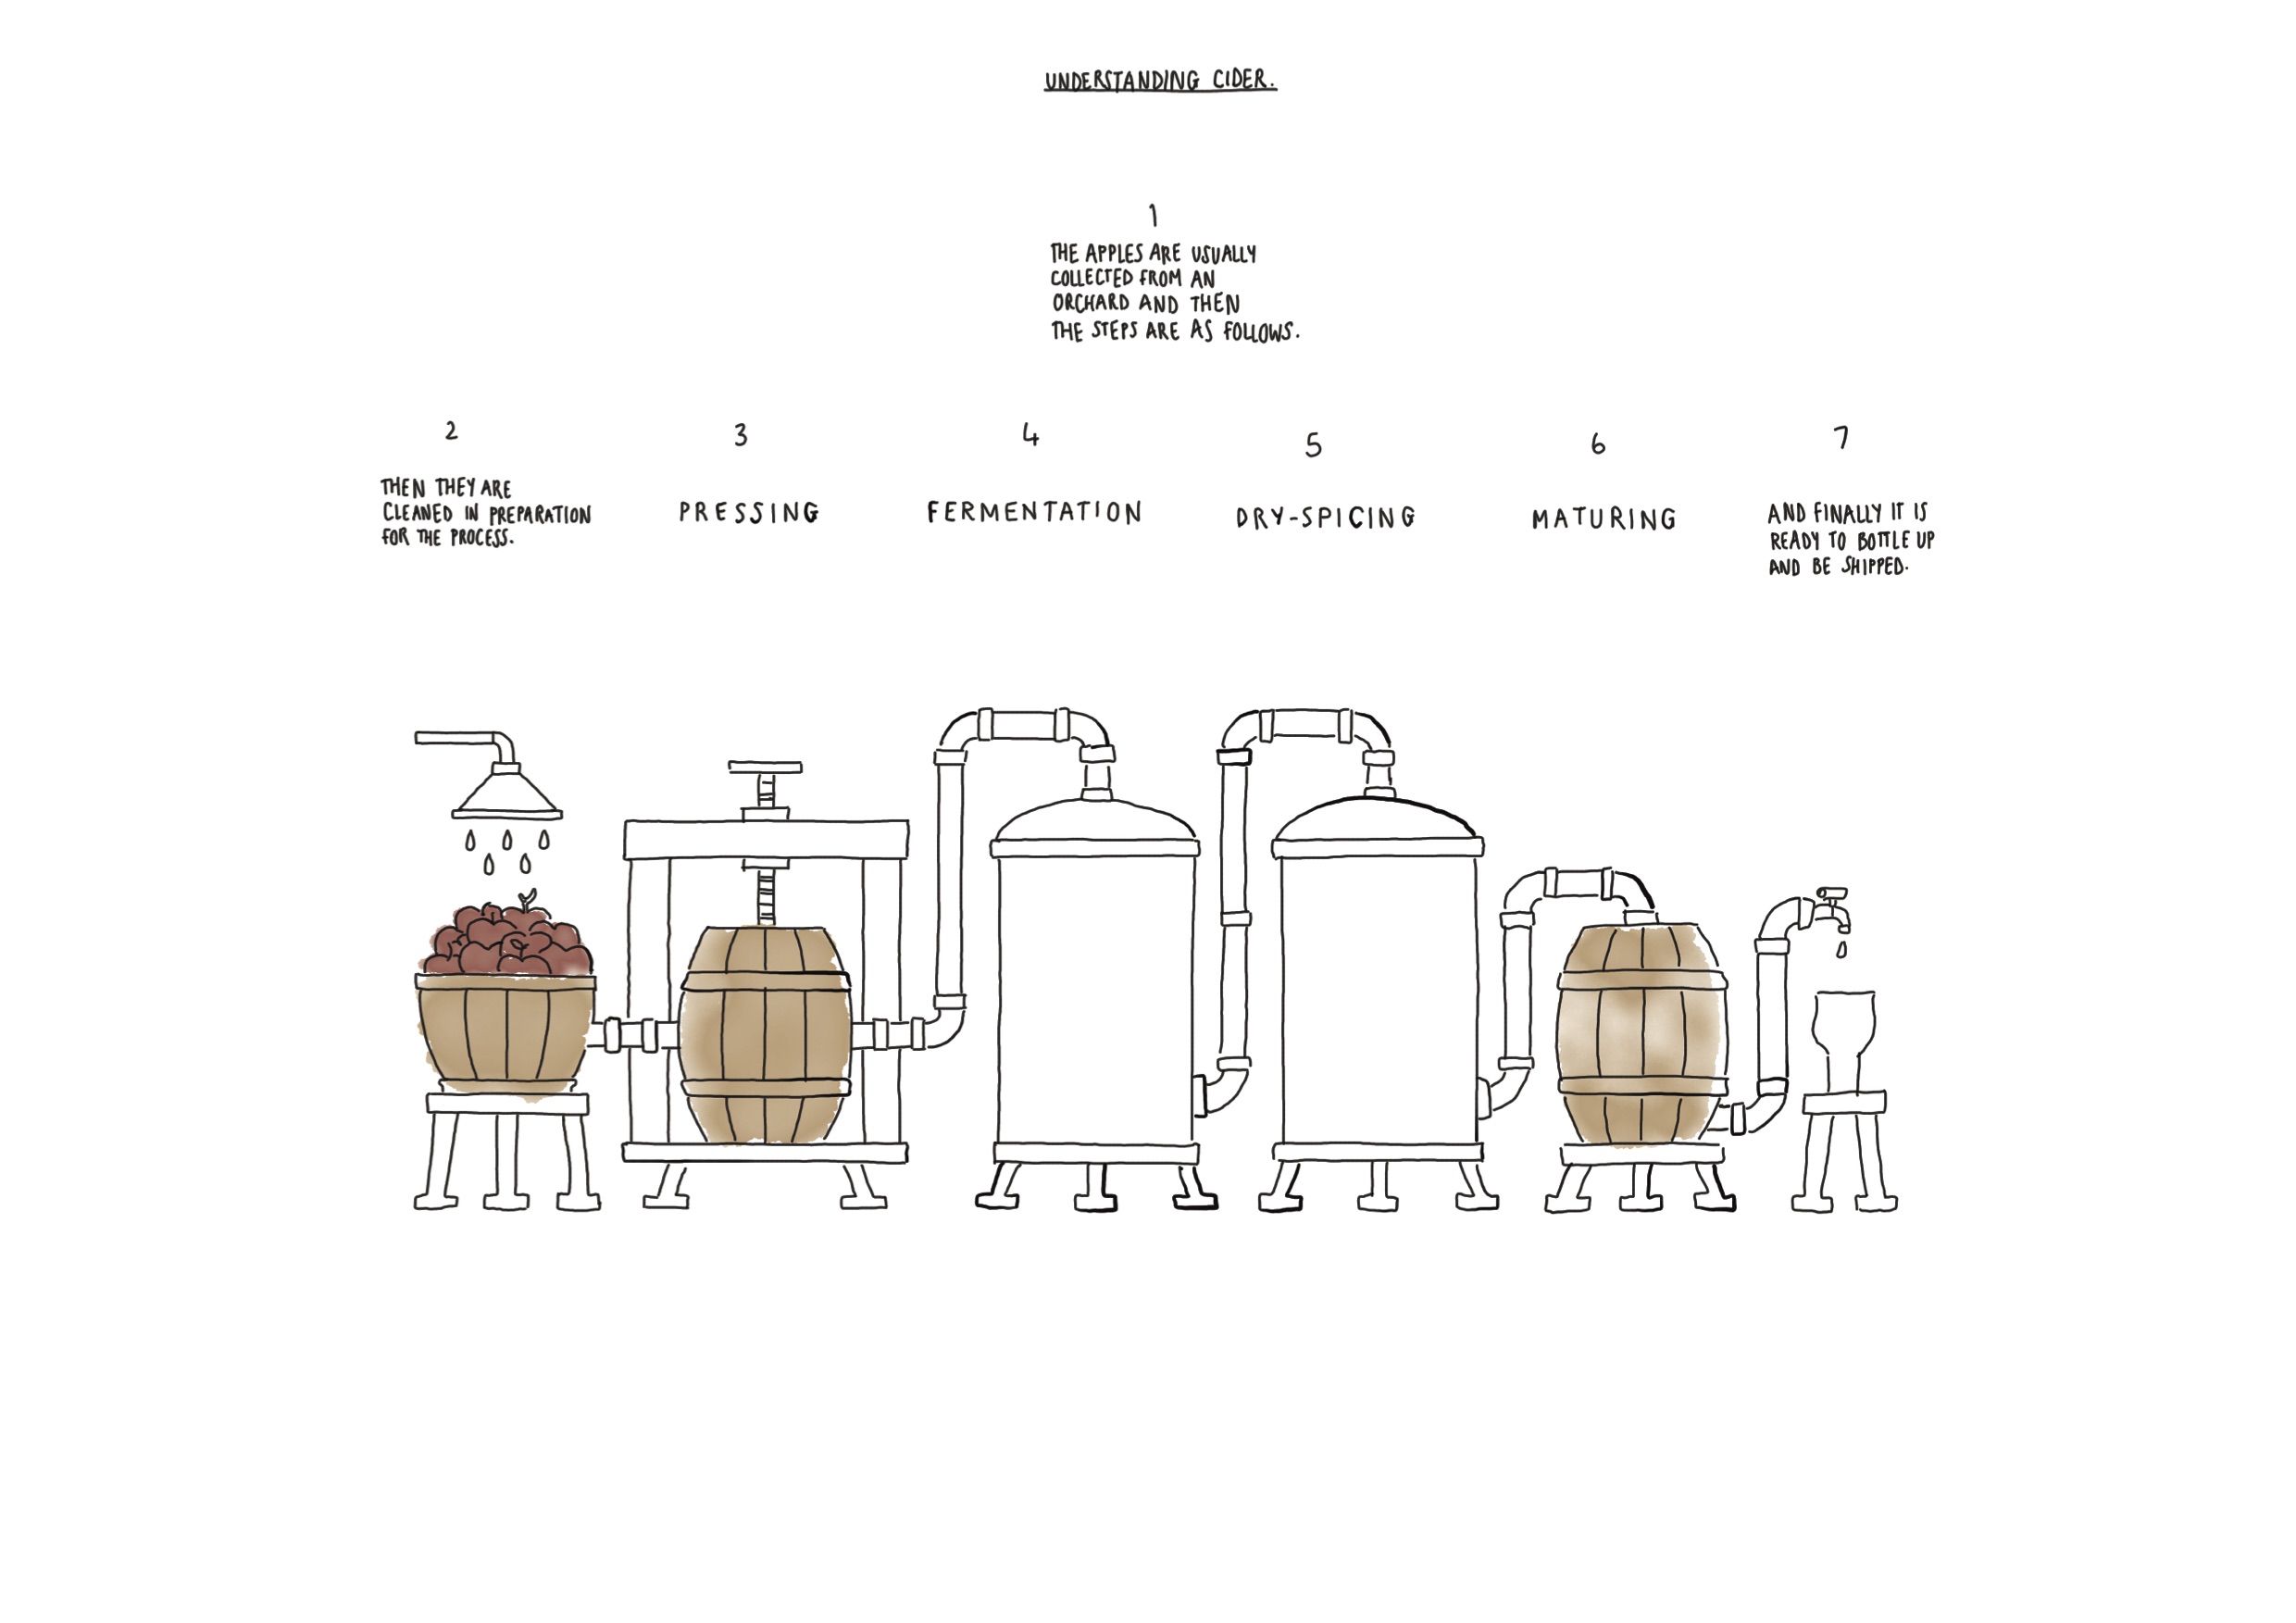 UNDERSTANDING CIDER.
1
THE APPLES ARE USUALLY
COLLECTED FROM AN
ORCHARD AND THEN
THE STEPS ARE AS FOLLOWS.
2
THEN THEY ARE
CLEANED IN PREPARATION
FOR THE PROCESS.
3
PRESSING
4
FERMENTATION
5
DRY-SPICING
6
MATURING
7
AND FINALLY IT IS
READY TO BOTTLE UP
AND BE SHIPPED.